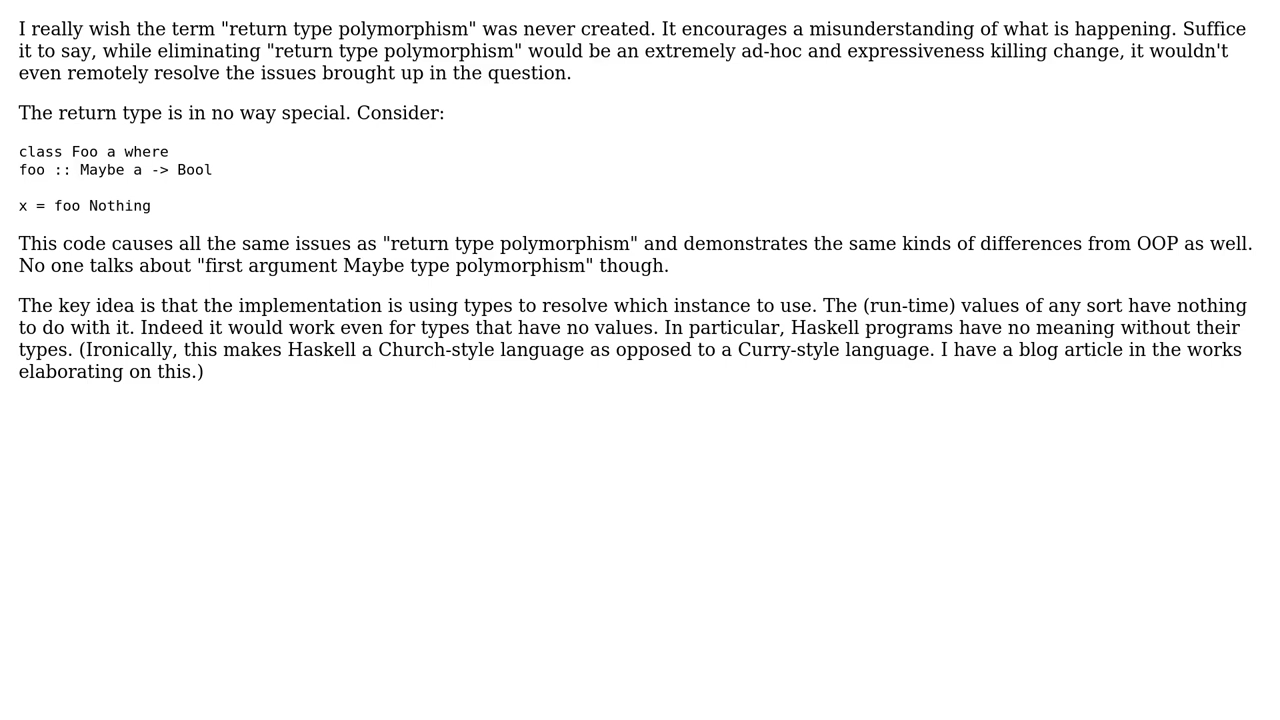 I really wish the term "return type polymorphism" was never created. It encourages a misunderstanding of what is happening. Suffice
it to say, while eliminating "return type polymorphism" would be an extremely ad-hoc and expressiveness killing change, it wouldn't
even remotely resolve the issues brought up in the question.
The return type is in no way special. Consider:
class Foo a where
foo :: Maybe a -> Bool
x = foo Nothing
This code causes all the same issues as "return type polymorphism" and demonstrates the same kinds of differences from OOP as well.
No one talks about "first argument Maybe type polymorphism" though.
The key idea is that the implementation is using types to resolve which instance to use. The (run-time) values of any sort have nothing
to do with it. Indeed it would work even for types that have no values. In particular, Haskell programs have no meaning without their
types. (Ironically, this makes Haskell a Church-style language as opposed to a Curry-style language. I have a blog article in the works
elaborating on this.)